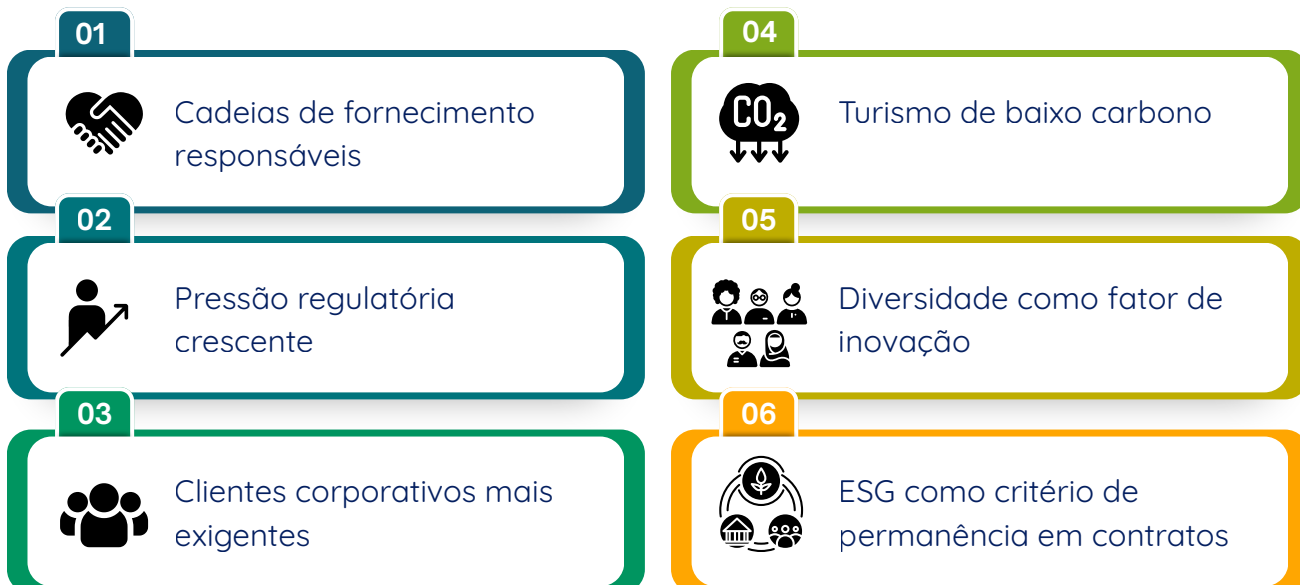 01
Cadeias de fornecimento
responsáveis
02
Pressão regulatória
crescente
03
Clientes corporativos mais
exigentes
04
CO2
Turismo de baixo carbono
05
Diversidade como fator de
inovação
06
ESG como critério de
permanência em contratos